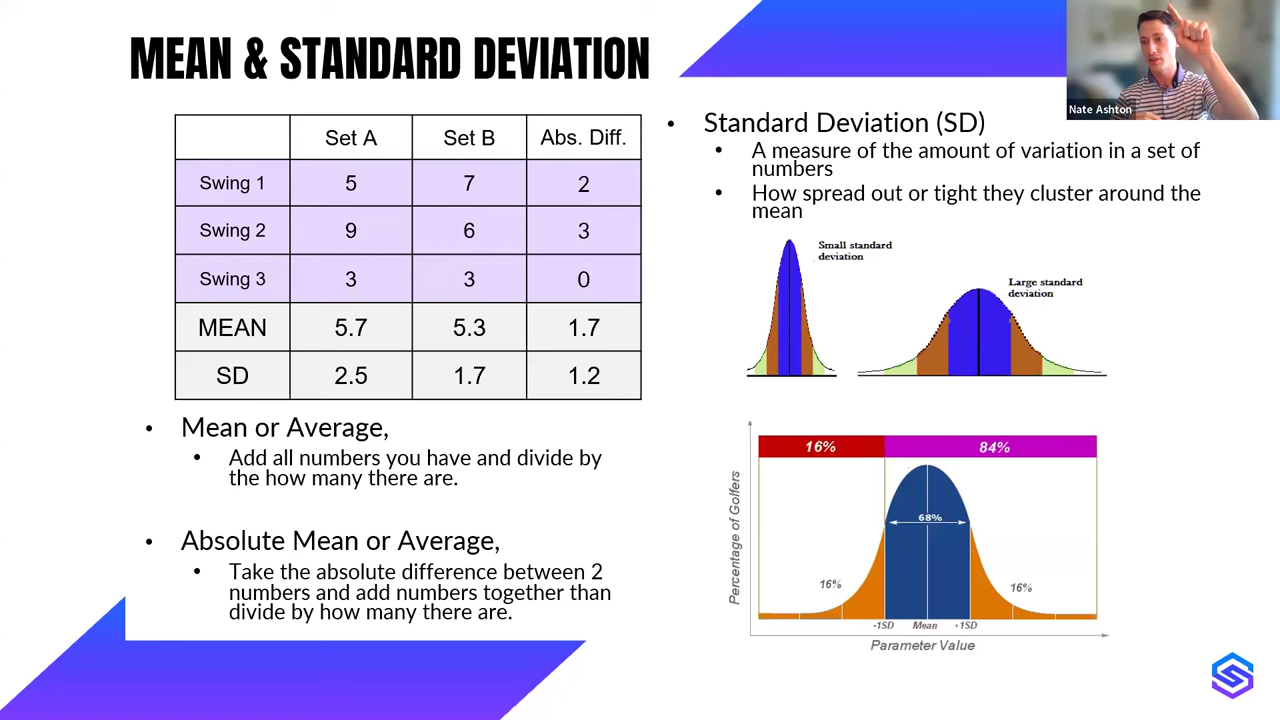 MEAN & STANDARD DEVIATION
Nate Ashton
Set A Set B Abs. Diff.
Swing 1 5 7 2
Swing 2 9 6 3
Swing 3 3 3 0
MEAN 5.7 5.3 1.7
SD 2.5 1.7 1.2
• Mean or Average,
• Add all numbers you have and divide by
the how many there are.
• Absolute Mean or Average,
• Take the absolute difference between 2
numbers and add numbers together than
divide by how many there are.
• Standard Deviation (SD)
• A measure of the amount of variation in a set of
numbers
• How spread out or tight they cluster around the
mean
Small standard
deviation
Large standard
deviation
16% 84%
Percentage of Golfers
68%
16% 16%
-1SD Mean +1SD
Parameter Value